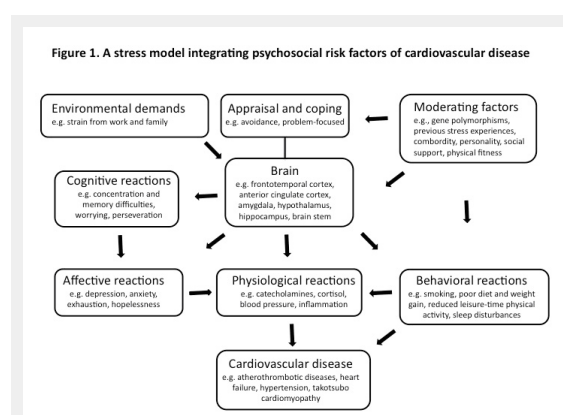 Figure 1. A stress model integrating psychosocial risk factors of cardiovascular disease
Environmental demands
e.g. strain from work and family
Appraisal and coping
e.g. avoidance, problem-focused
Moderating factors
e.g., gene polymorphisms,
previous stress experiences,
combordity, personality, social
support, physical fitness
Cognitive reactions
e.g. concentration and
memory difficulties,
worrying, perseveration
Brain
e.g. frontotemporal cortex,
anterior cingulate cortex,
amygdala, hypothalamus,
hippocampus, brain stem
Affective reactions
e.g. depression, anxiety,
exhaustion, hopelessness
Physiological reactions
e.g. catecholamines, cortisol,
blood pressure, inflammation
Behavioral reactions
e.g. smoking, poor diet and weight
gain, reduced leisure-time physical
activity, sleep disturbances
Cardiovascular disease
e.g. atherothrombotic diseases, heart
failure, hypertension, takotsubo
cardiomyopathy